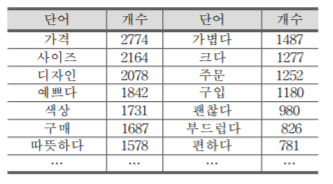 단어 개수 단어 개수
가격 2774 가볍다 1487
사이즈 2164 크다 1277
디자인 2078 주문 1252
예쁘다 1842 구입 1180
색상 1731 괜찮다 980
구매 1687 부드럽다 826
따뜻하다 1578 편하다 781
… … … …